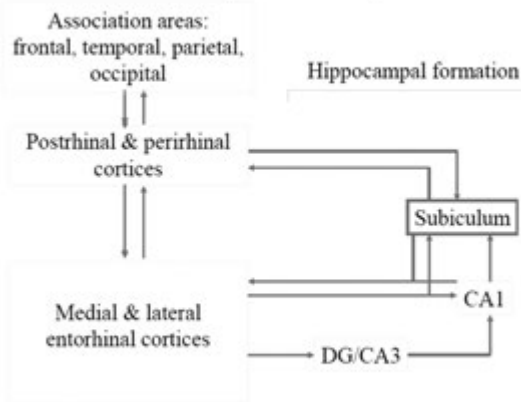 Association areas:
frontal, temporal, parietal,
occipital
Hippocampal formation
Postrhinal & perirhinal
cortices
Subiculum
Medial & lateral
entorhinal cortices
CA1
DG/CA3